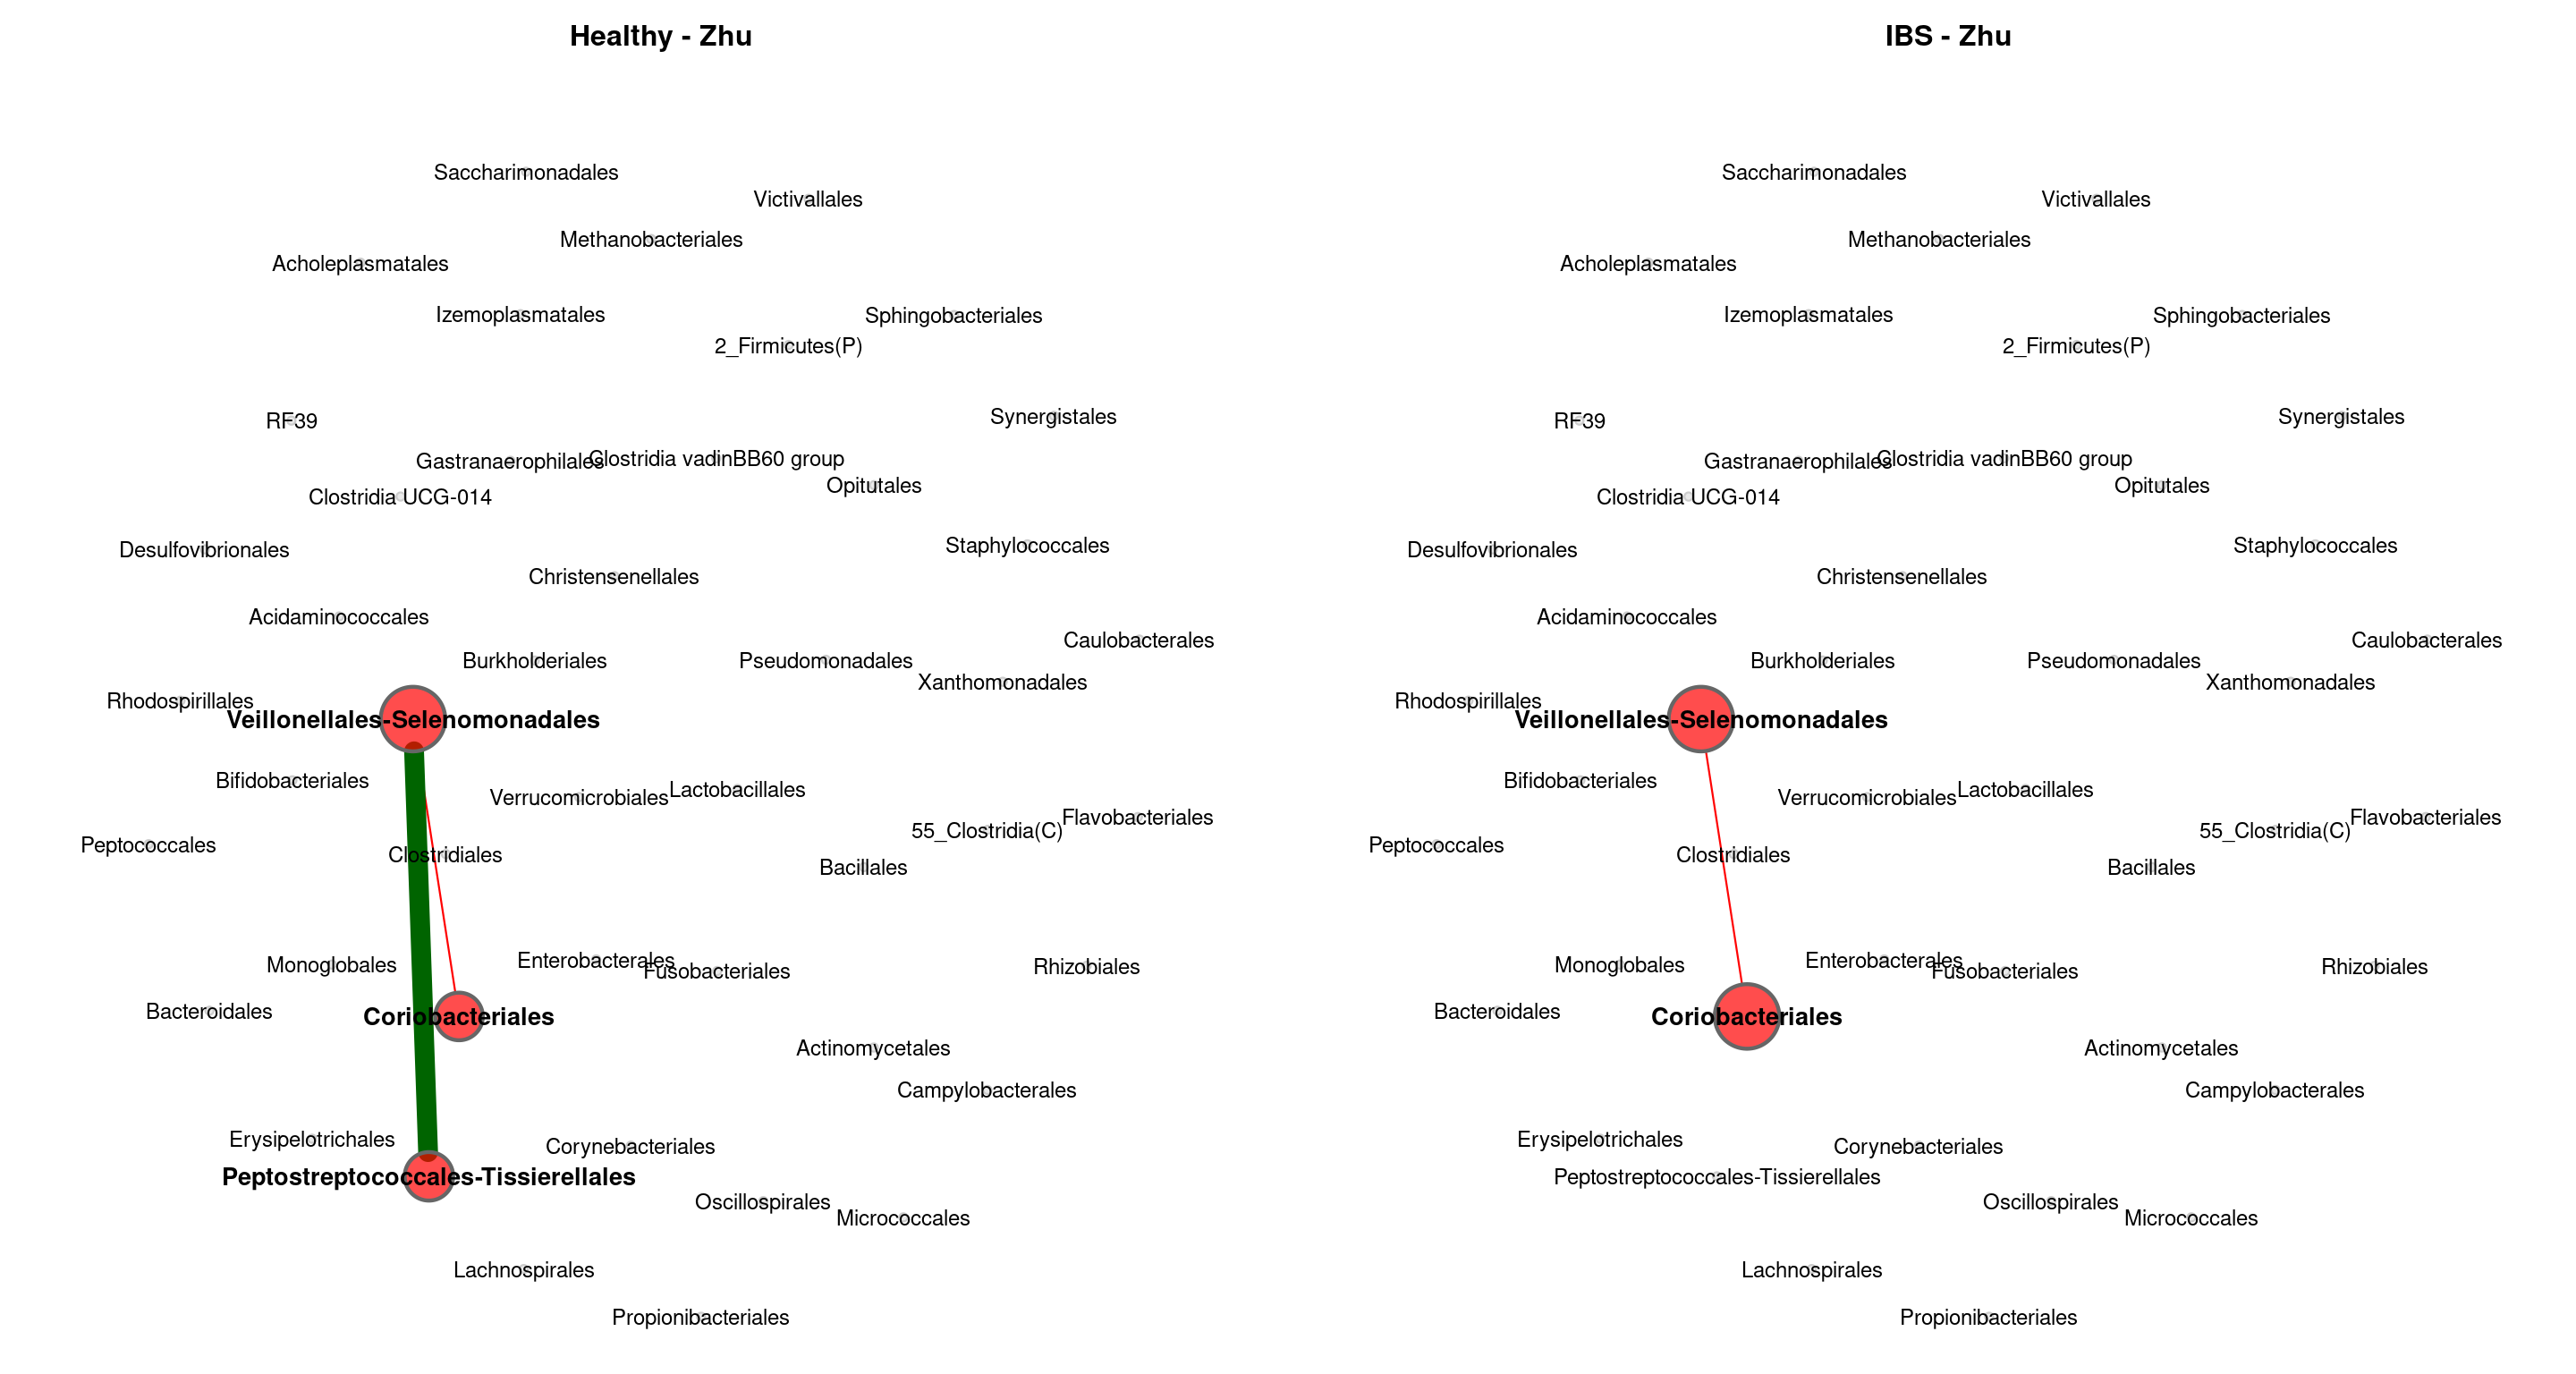 Healthy - Zhu
Saccharimonadales
Victivallales
Methanobacteriales
Acholeplasmatales
Izemoplasmatales
Sphingobacteriales
2_Firmicutes(P)
RF39
Synergistales
Gastranaerophilales
Clostridia vadinBB60 group
Opitutales
Clostridia UCG-014
Desulfovibrionales
Staphylococcales
Christensenellales
Acidaminococcales
Caulobacterales
Burkholderiales
Pseudomonadales
Xanthomonadales
Rhodospirillales
Veillonellales-Selenomonadales
Bifidobacteriales
Verrucomicrobiales
Lactobacillales
Flavobacteriales
55_Clostridia(C)
Peptococcales
Clostridiales
Bacillales
Monoglobales
Enterobacterales
Fusobacteriales
Rhizobiales
Bacteroidales
Coriobacteriales
Actinomycetales
Campylobacterales
Erysipelotrichales
Corynebacteriales
Peptostreptococcales-Tissierellales
Oscillospirales
Micrococcales
Lachnospirales
Propionibacteriales
IBS - Zhu
Saccharimonadales
Victivallales
Methanobacteriales
Acholeplasmatales
Izemoplasmatales
Sphingobacteriales
2_Firmicutes(P)
RF39
Synergistales
Gastranaerophilales
Clostridia vadinBB60 group
Opitutales
Clostridia UCG-014
Desulfovibrionales
Staphylococcales
Christensenellales
Acidaminococcales
Caulobacterales
Burkholderiales
Pseudomonadales
Xanthomonadales
Rhodospirillales
Veillonellales-Selenomonadales
Bifidobacteriales
Verrucomicrobiales
Lactobacillales
Flavobacteriales
55_Clostridia(C)
Peptococcales
Clostridiales
Bacillales
Monoglobales
Enterobacterales
Fusobacteriales
Rhizobiales
Bacteroidales
Coriobacteriales
Actinomycetales
Campylobacterales
Erysipelotrichales
Corynebacteriales
Peptostreptococcales-Tissierellales
Oscillospirales
Micrococcales
Lachnospirales
Propionibacteriales